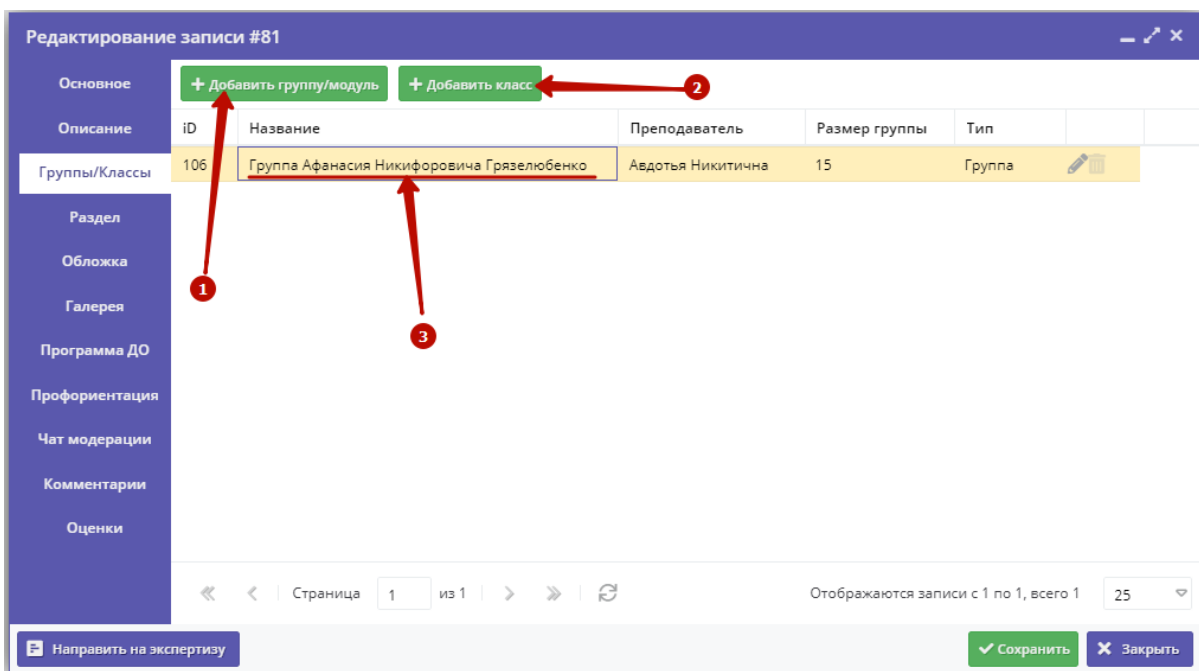 Редактирование записи #81
Основное
Описание
Группы/Классы
Раздел
Обложка
Галерея
Программа ДО
Профориентация
Чат модерации
Комментарии
Оценки
+ Добавить группу/модуль + Добавить класс
2
iD Название Преподаватель Размер группы Тип
106 Группа Афанасия Никифоровича Грязелюбенко Авдотья Никитична 15 Группа
1
3
Страница 1 из 1 Отображаются записи с 1 по 1, всего 1 25
Направить на экспертизу Сохранить Закрыть